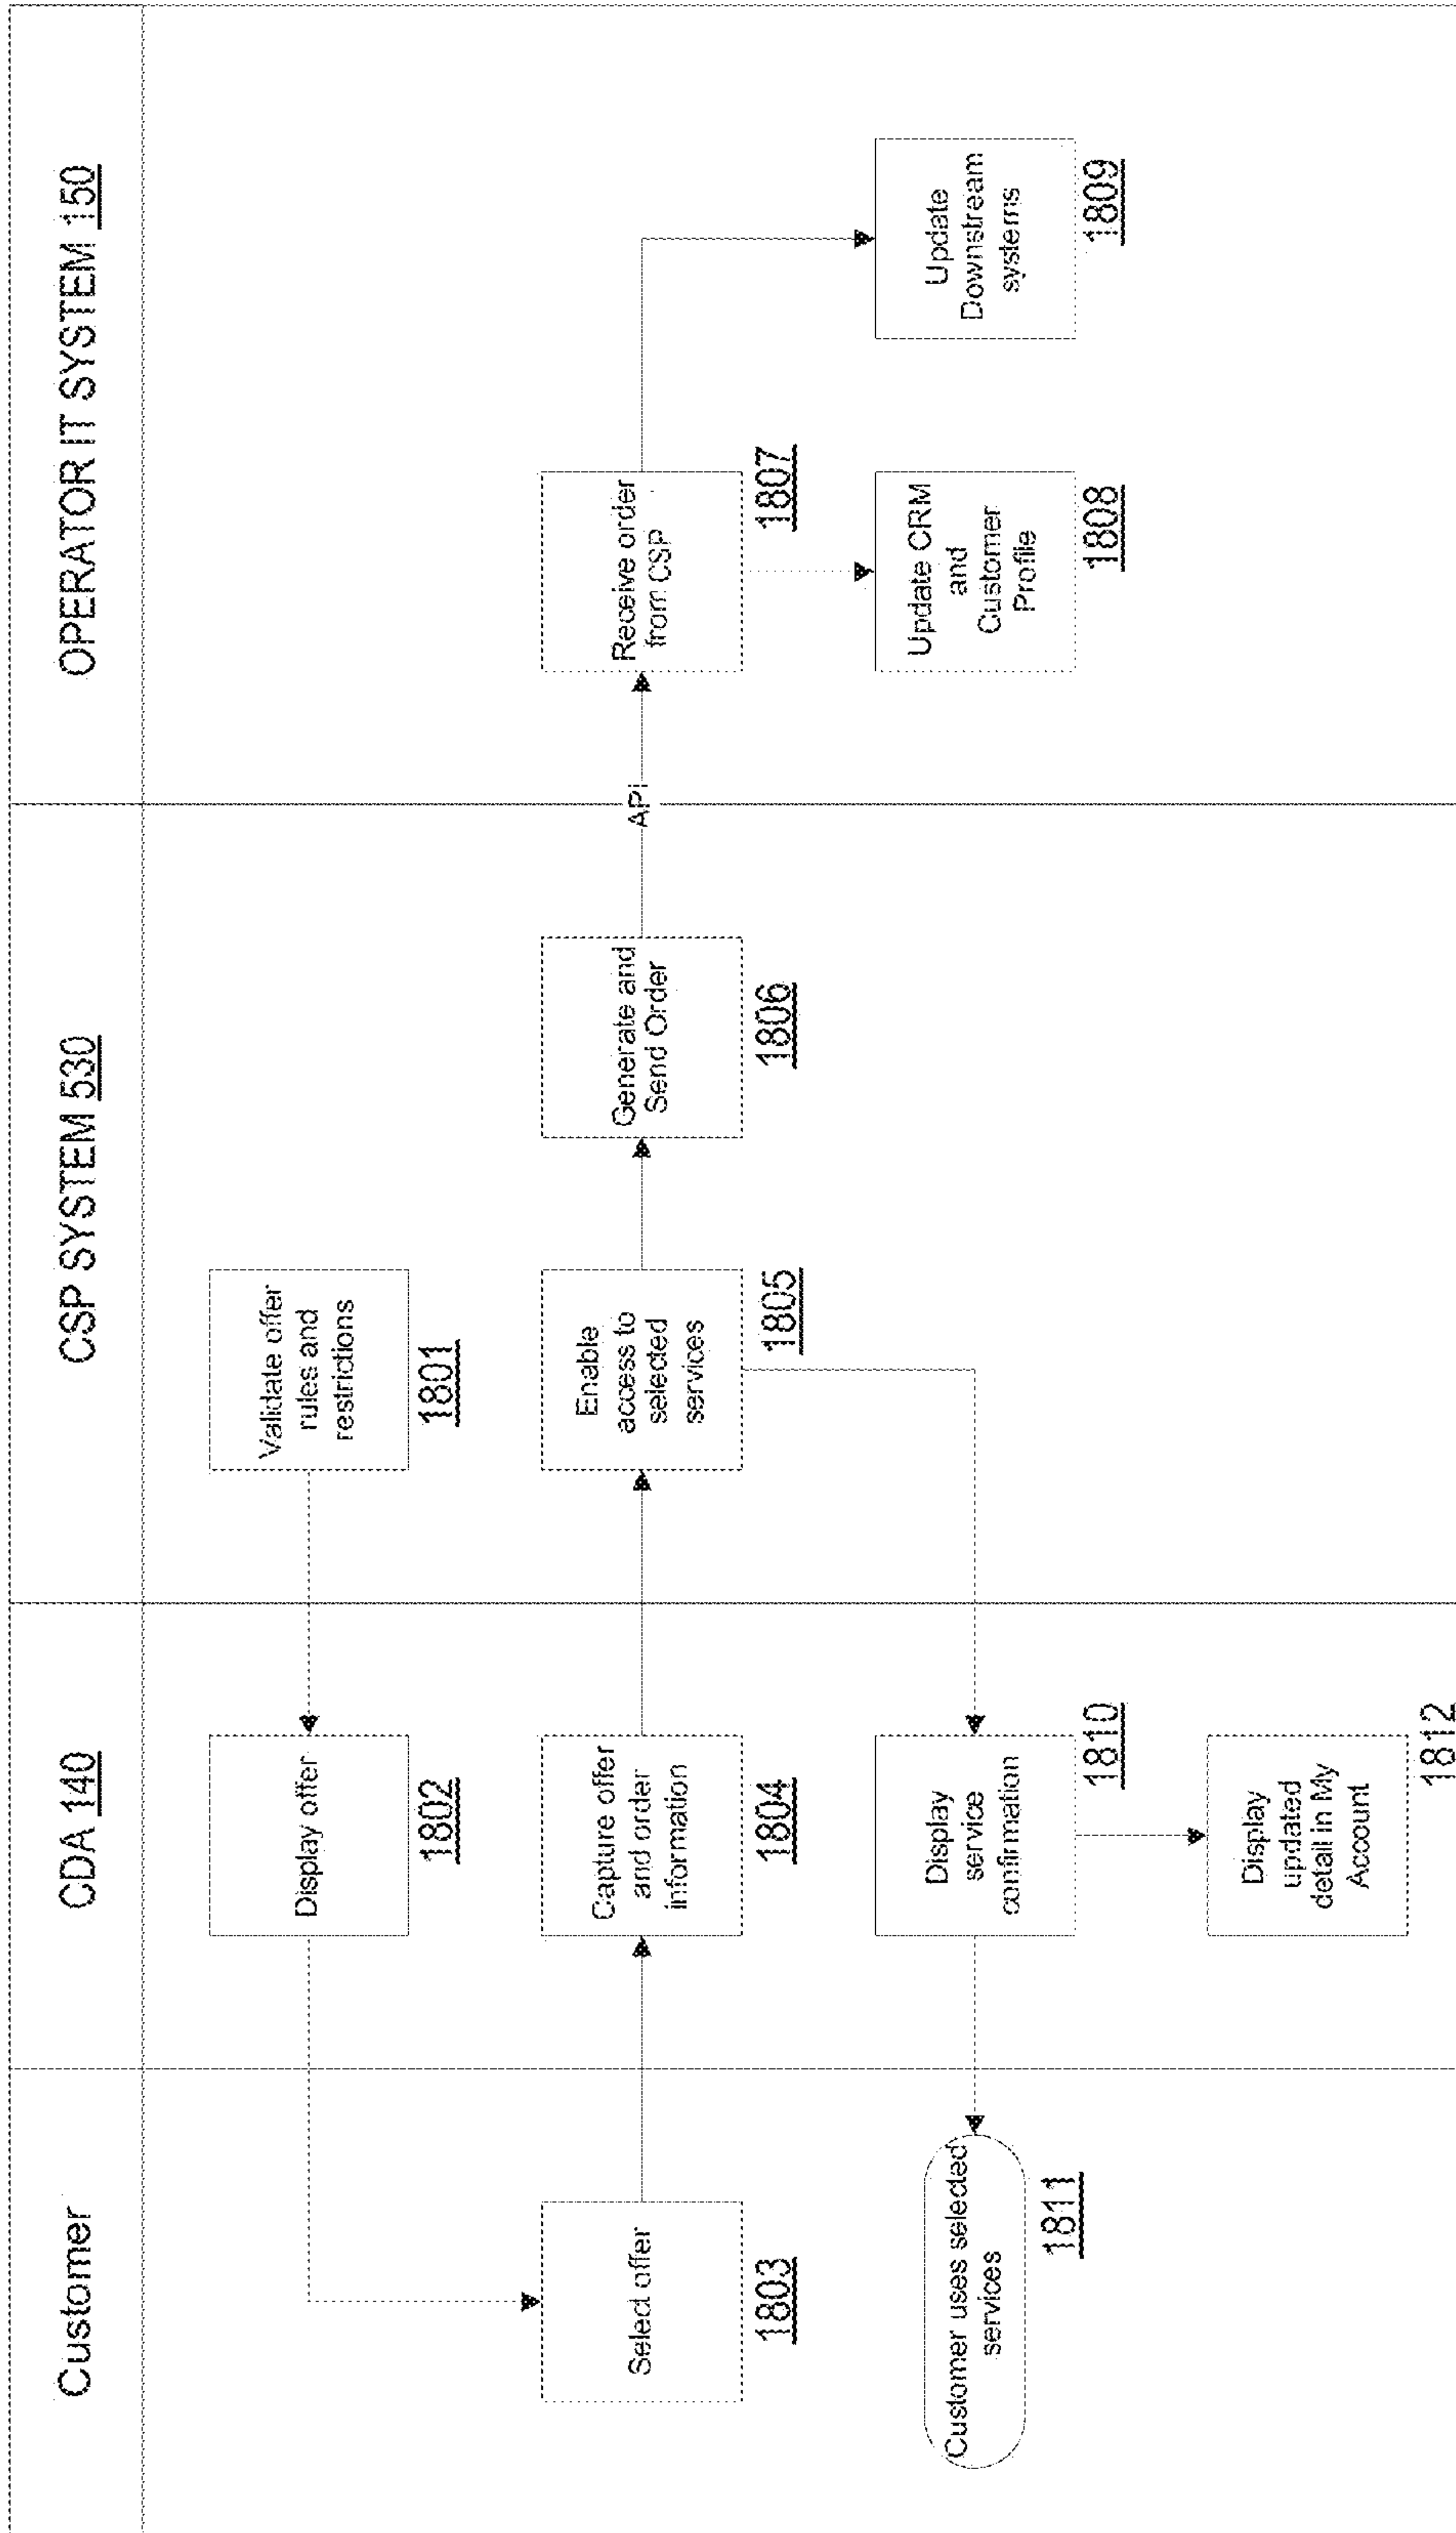 Customer
CDA 140
CSP SYSTEM 530
OPERATOR IT SYSTEM 150
Display offer
1802
Validate offer
rules and
restrictions
1801
Select offer
1803
Capture offer
and order
information
1804
Enable
access to
selected
services
1805
Generate and
Send Order
1806
API
Receive order
from CSP
1807
Customer uses selected
services
1811
Display
service
confirmation
1810
Update CRM
and
Customer
Profile
1808
Update
Downstream
systems
1809
Display
updated
detail in My
Account
1812